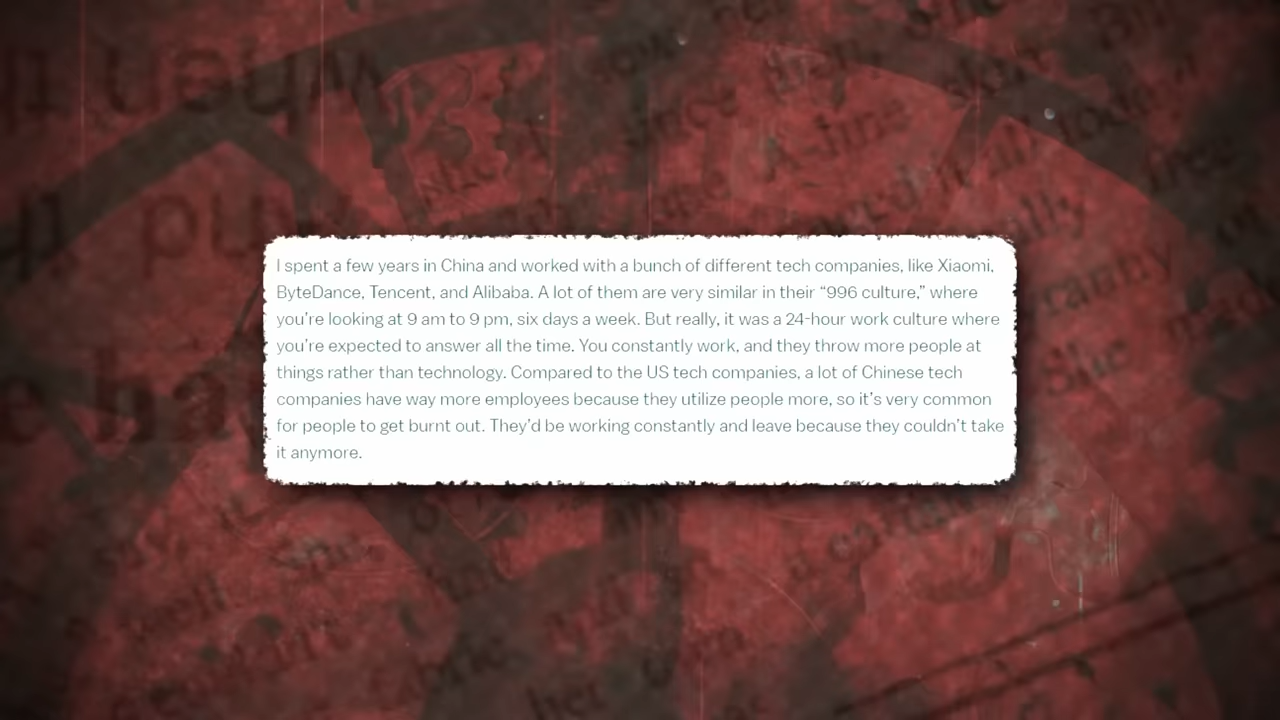 I spent a few years in China and worked with a bunch of different tech companies, like Xiaomi,
ByteDance, Tencent, and Alibaba. A lot of them are very similar in their “996 culture,” where
you’re looking at 9 am to 9 pm, six days a week. But really, it was a 24-hour work culture where
you’re expected to answer all the time. You constantly work, and they throw more people at
things rather than technology. Compared to the US tech companies, a lot of Chinese tech
companies have way more employees because they utilize people more, so it’s very common
for people to get burnt out. They’d be working constantly and leave because they couldn’t take
it anymore.